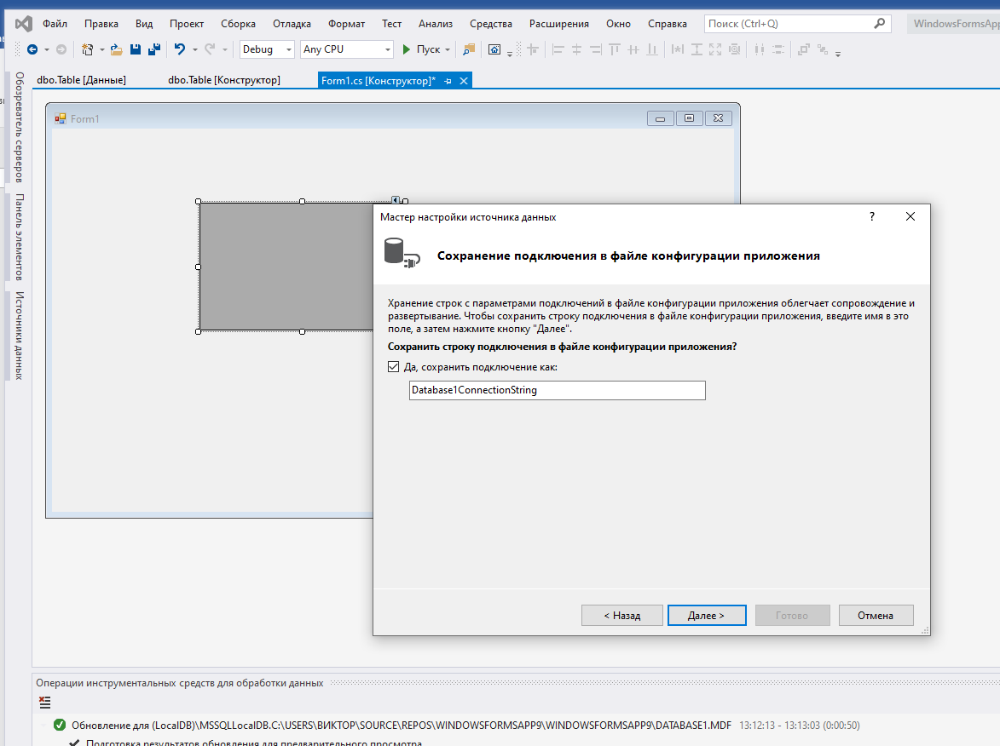 Файл Правка Вид Проект Сборка Отладка Формат Тест Анализ Средства Расширения Окно Справка Поиск (Ctrl+Q) WindowsFormsApp
Debug Any CPU Пуск
dbo.Table [Данные] dbo.Table [Конструктор] Form1.cs [Конструктор]*
Обозреватель серверов
Панель элементов
Источники данных
Form1
Мастер настройки источника данных ?
Сохранение подключения в файле конфигурации приложения
Хранение строк с параметрами подключений в файле конфигурации приложения облегчает сопровождение и
развертывание. Чтобы сохранить строку подключения в файле конфигурации приложения, введите имя в это
поле, а затем нажмите кнопку "Далее".
Сохранить строку подключения в файле конфигурации приложения?
Да, сохранить подключение как:
Database1ConnectionString
< Назад Далее > Готово Отмена
Операции инструментальных средств для обработки данных
Обновление для (LocalDB)\MSSQLLocalDB.C:\USERS\ВИКТОР\SOURCE\REPOS\WINDOWSFORMSAPP9\WINDOWSFORMSAPP9\DATABASE1.MDF 13:12:13 - 13:13:03 (0:00:50)
Подготовка результатов обновления для предварительного просмотра